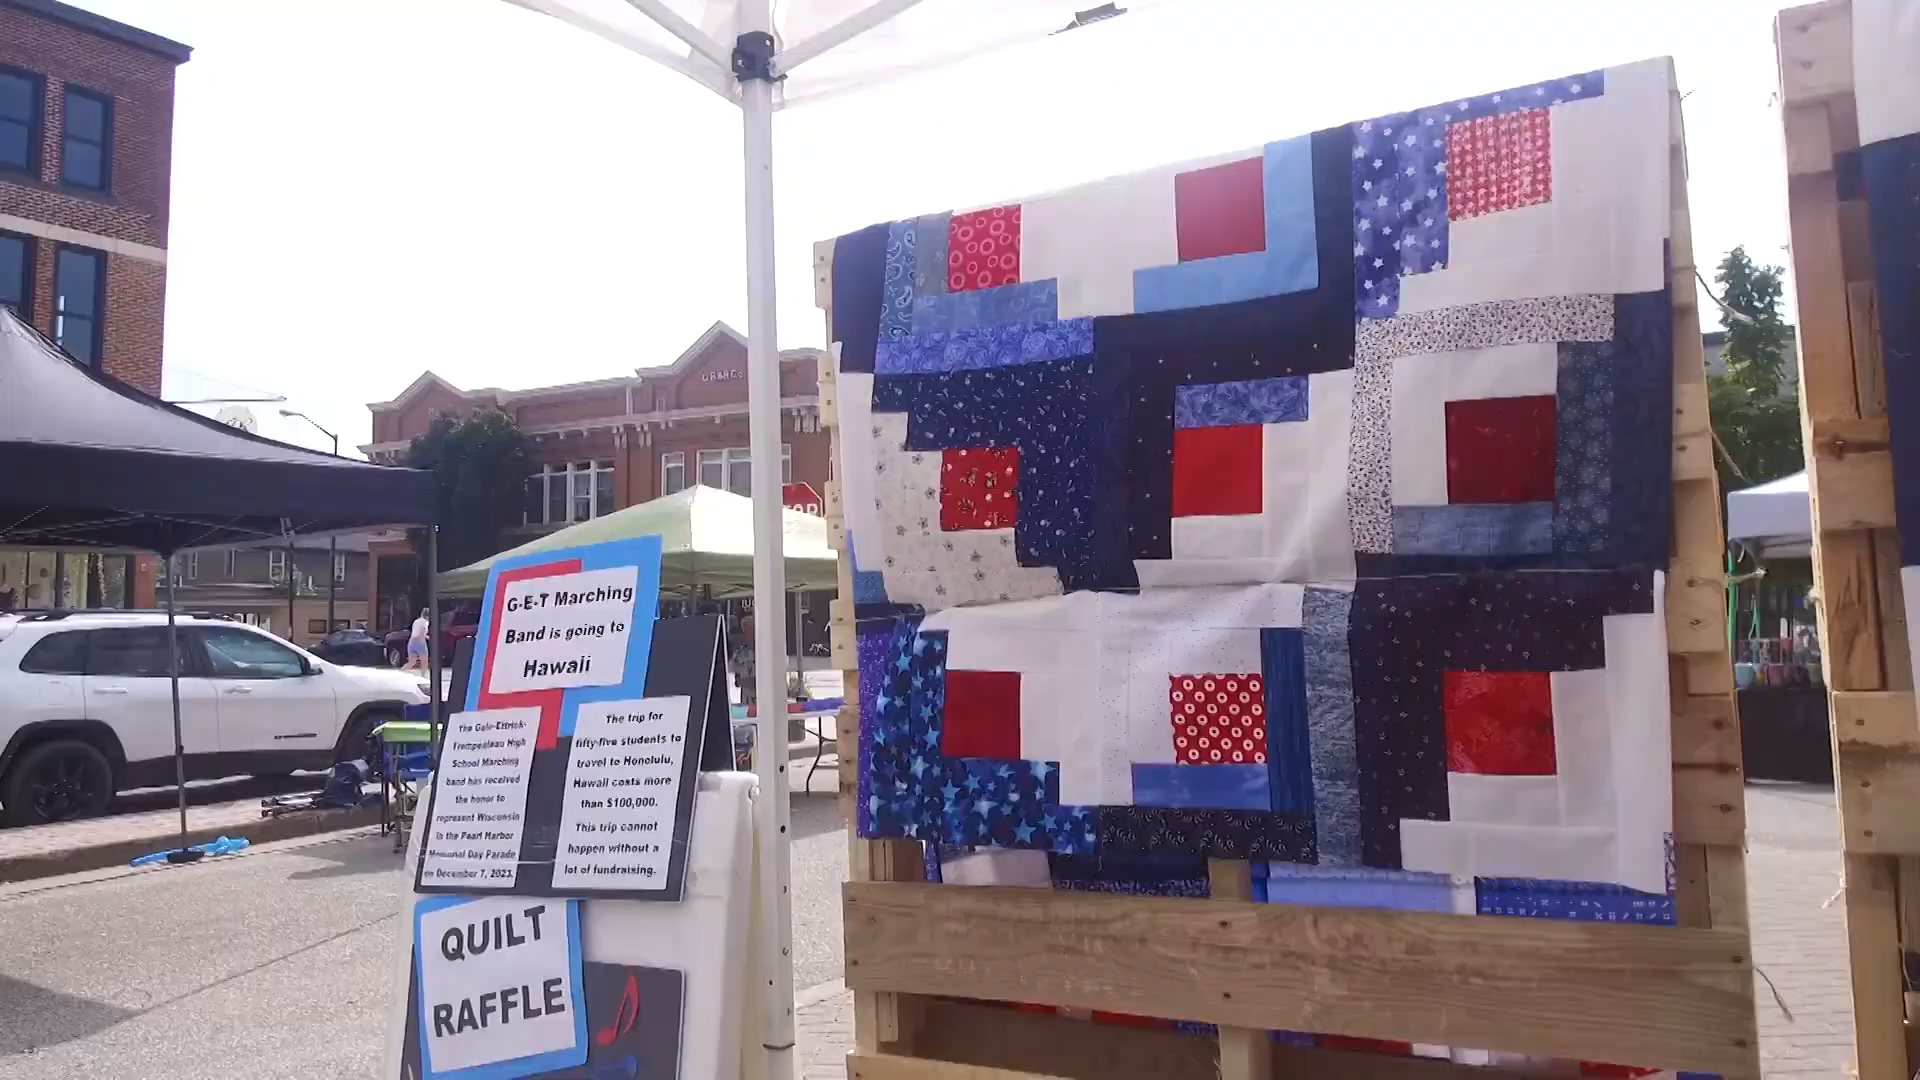 G-E-T Marching
Band is going to
Hawaii
The Gale-Ettrick-
Trempealeau High
School Marching
band has received
the honor to
represent Wisconsin
in the Pearl Harbor
Memorial Day Parade
on December 7, 2023.
The trip for
fifty-five students to
travel to Honolulu,
Hawaii costs more
than $100,000.
This trip cannot
happen without a
lot of fundraising.
QUILT
RAFFLE
STOP